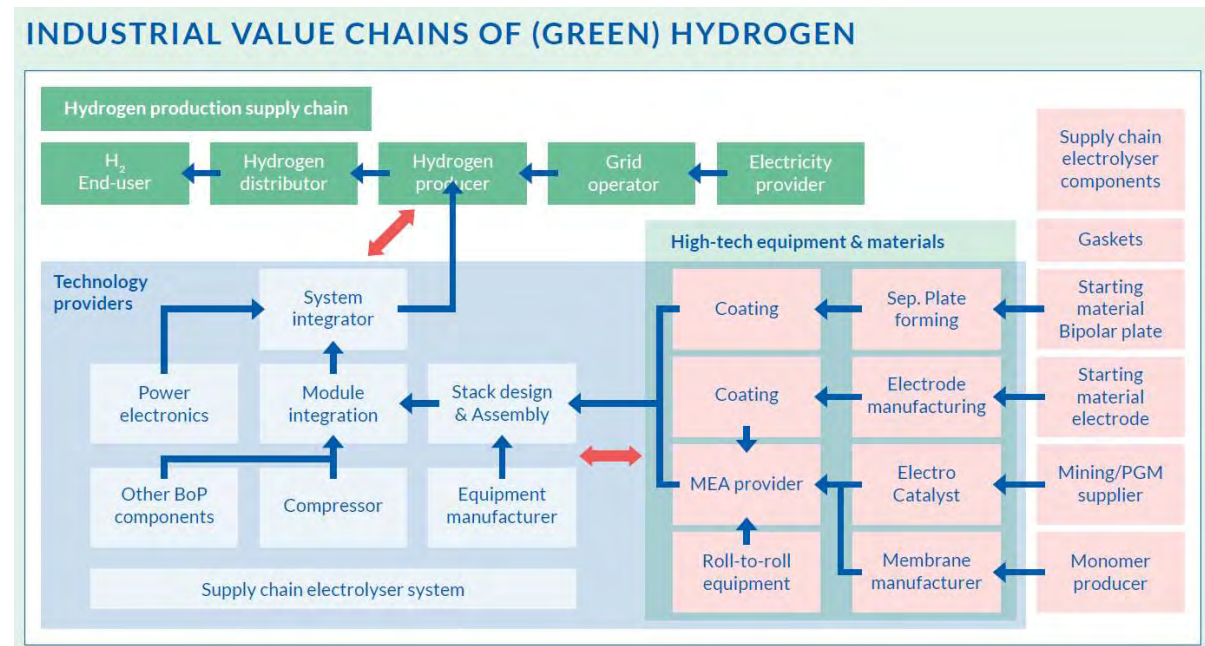 INDUSTRIAL VALUE CHAINS OF (GREEN) HYDROGEN
Hydrogen production supply chain
H₂
End-user
Hydrogen
distributor
Hydrogen
producer
Grid
operator
Electricity
provider
Supply chain
electrolyser
components
Gaskets
High-tech equipment & materials
Technology
providers
System
integrator
Coating
Sep. Plate
forming
Starting
material
Bipolar plate
Power
electronics
Module
integration
Stack design
& Assembly
Coating
Electrode
manufacturing
Starting
material
electrode
Other BoP
components
Compressor
Equipment
manufacturer
MEA provider
Electro
Catalyst
Mining/PGM
supplier
Roll-to-roll
equipment
Membrane
manufacturer
Monomer
producer
Supply chain electrolyser system